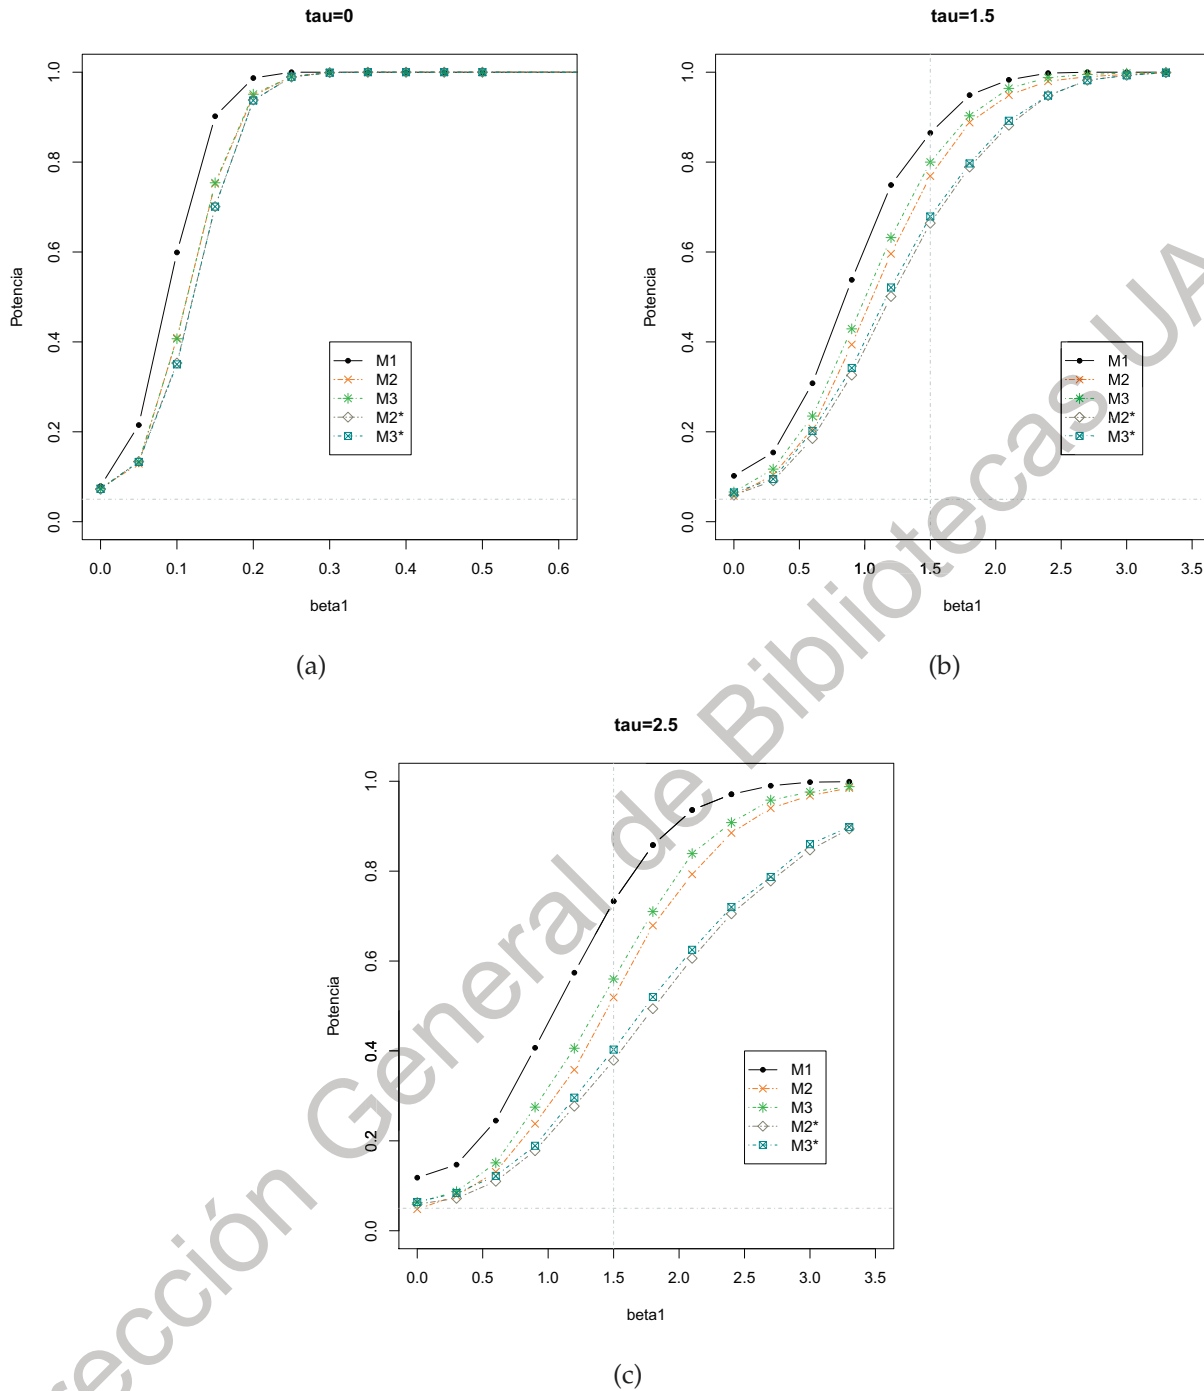 tau=0
1.0
0.8
0.6
0.4
0.2
0.0
Potencia
M1
M2
M3
M2*
M3*
0.0 0.1 0.2 0.3 0.4 0.5 0.6
beta1
(a)
tau=1.5
1.0
0.8
0.6
0.4
0.2
0.0
Potencia
M1
M2
M3
M2*
M3*
0.0 0.5 1.0 1.5 2.0 2.5 3.0 3.5
beta1
(b)
tau=2.5
1.0
0.8
0.6
0.4
0.2
0.0
Potencia
M1
M2
M3
M2*
M3*
0.0 0.5 1.0 1.5 2.0 2.5 3.0 3.5
beta1
(c)
rección General de Bibliotecas UA